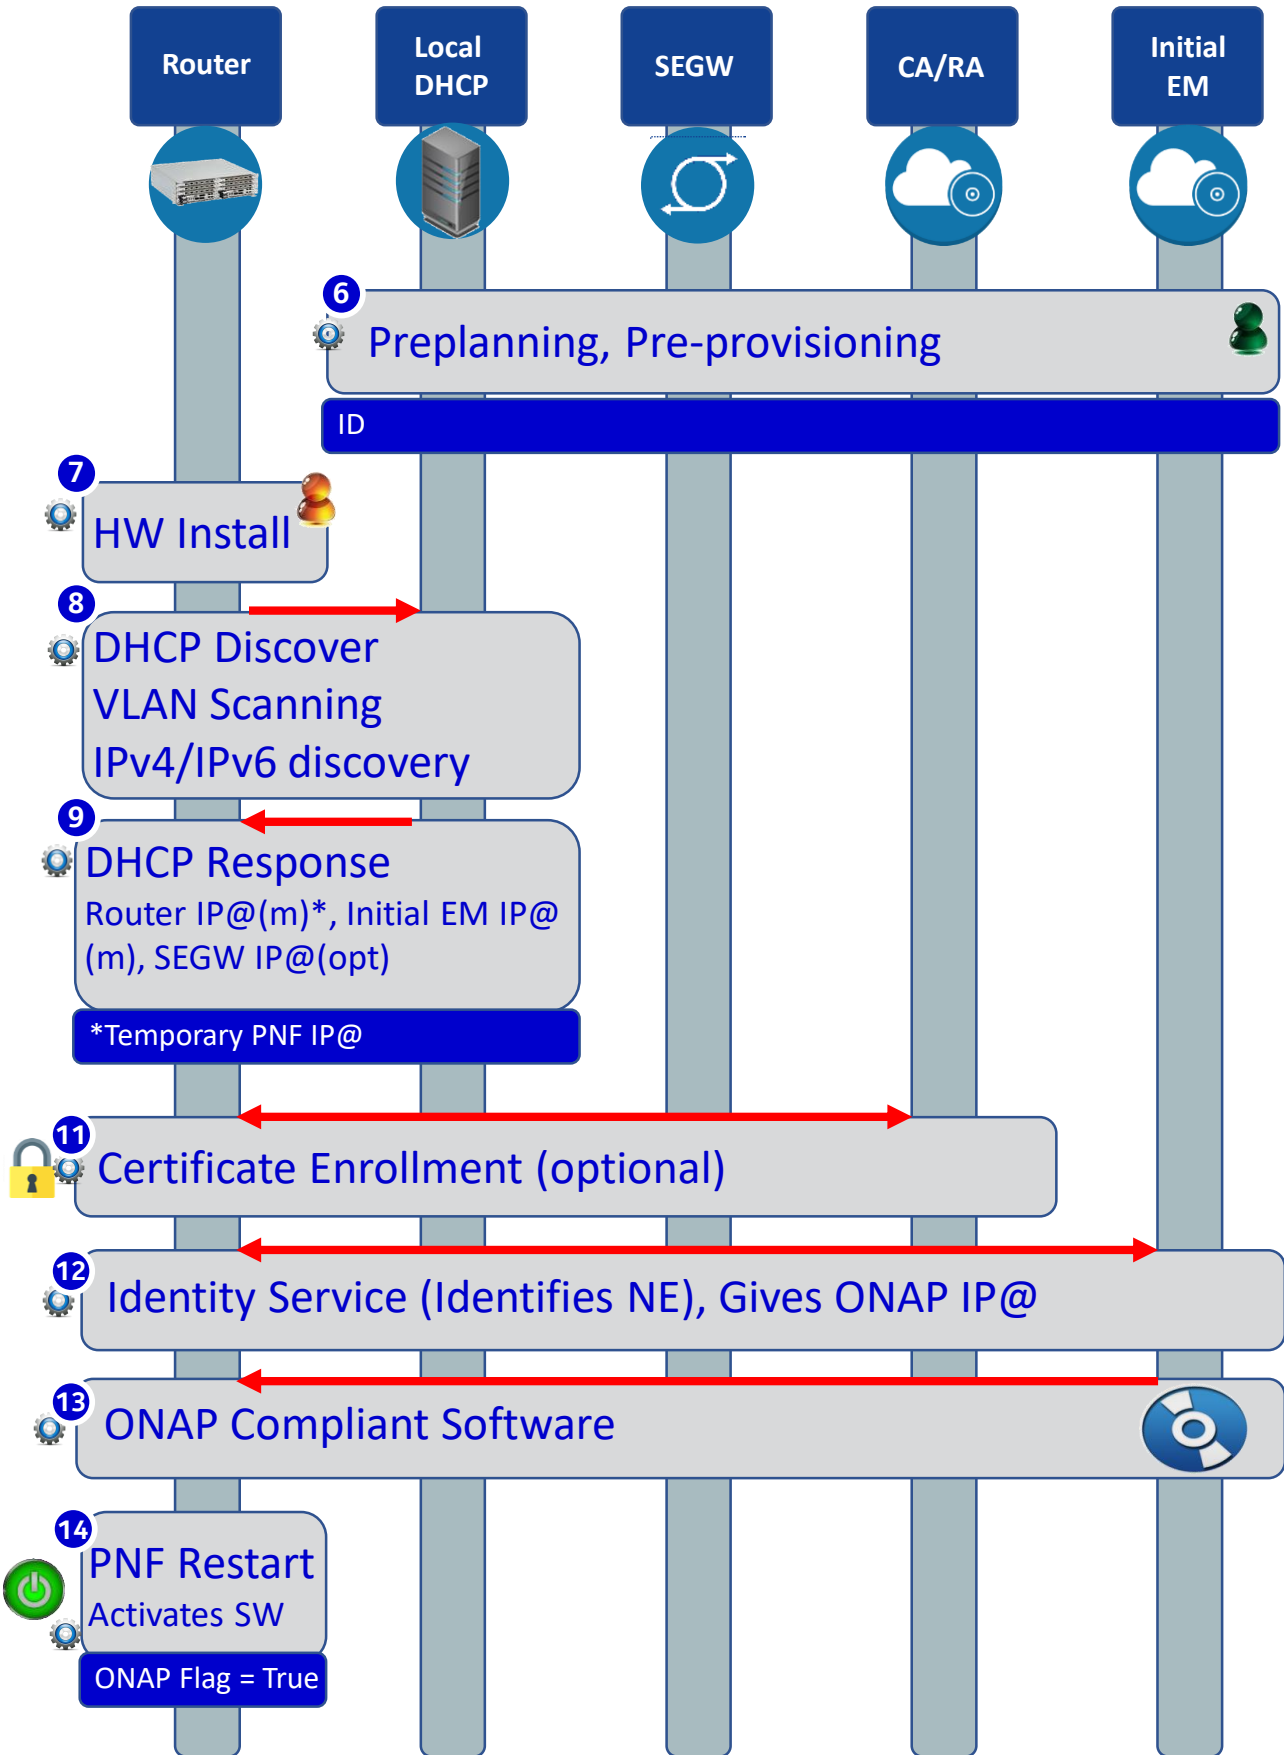 Router
Local
DHCP
SEGW
CA/RA
Initial
EM
6
Preplanning, Pre-provisioning
ID
7
HW Install
8
DHCP Discover
VLAN Scanning
IPv4/IPv6 discovery
9
DHCP Response
Router IP@(m)*, Initial EM IP@
(m), SEGW IP@(opt)
*Temporary PNF IP@
11
Certificate Enrollment (optional)
12
Identity Service (Identifies NE), Gives ONAP IP@
13
ONAP Compliant Software
14
PNF Restart
Activates SW
ONAP Flag = True